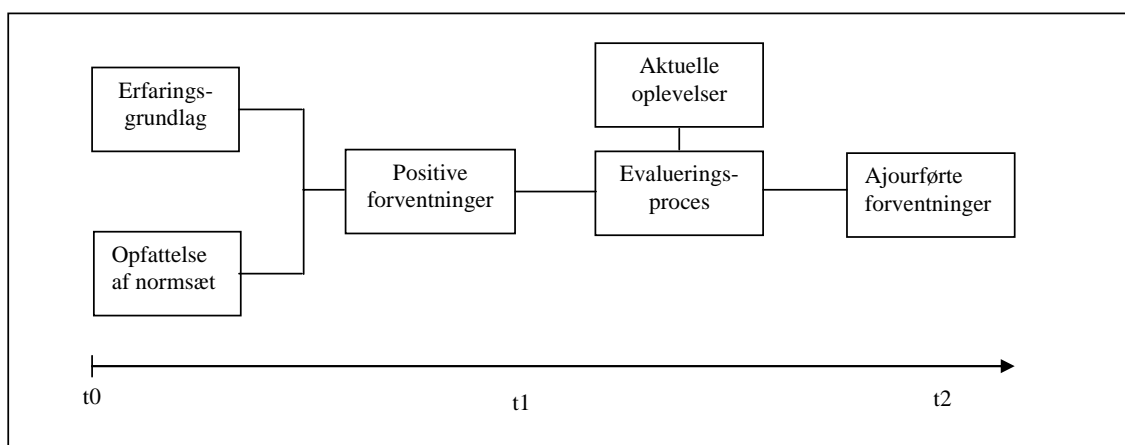 Erfarings-
grundlag
Opfattelse
af normsæt
Positive
forventninger
Aktuelle
oplevelser
Evaluerings-
proces
Ajourførte
forventninger
t0
t1
t2